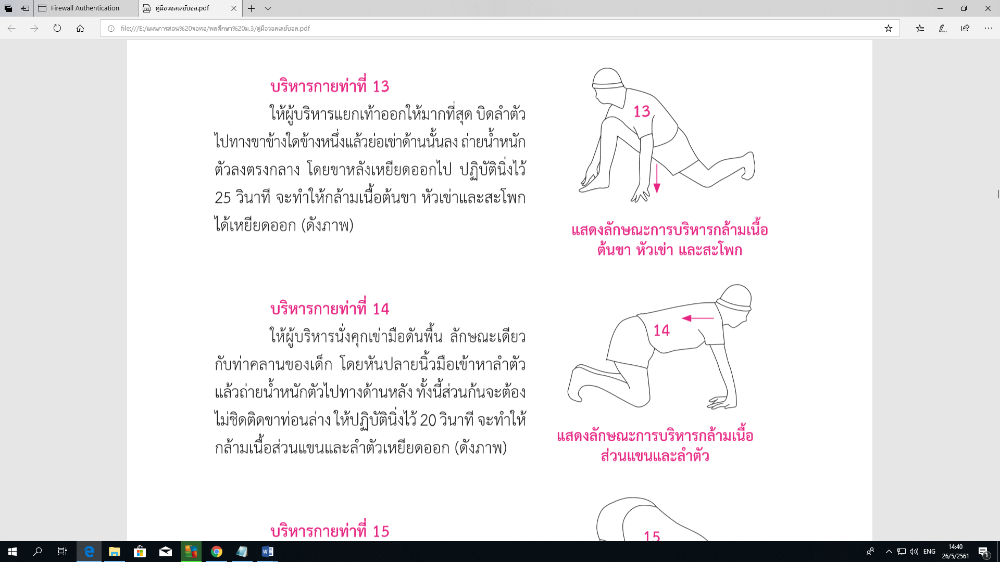 Firewall Authentication
คู่มือวอลเลย์บอล.pdf
file:///E:/แผนการสอน%20จอหอ/พลศึกษา%20ม.3/คู่มือวอลเลย์บอล.pdf
บริหารกายท่าที่ 13
ให้ผู้บริหารแยกเท้าออกให้มากที่สุด บิดลำตัว
ไปทางขาข้างใดข้างหนึ่งแล้วย่อเข่าด้านนั้นลง ถ่ายน้ำหนัก
ตัวลงตรงกลาง โดยขาหลังเหยียดออกไป ปฏิบัตินิ่งไว้
25 วินาที จะทำให้กล้ามเนื้อต้นขา หัวเข่าและสะโพก
ได้เหยียดออก (ดังภาพ)
13
แสดงลักษณะการบริหารกล้ามเนื้อ
ต้นขา หัวเข่า และสะโพก
บริหารกายท่าที่ 14
ให้ผู้บริหารนั่งคุกเข่ามือดันพื้น ลักษณะเดียว
กับท่าคลานของเด็ก โดยหันปลายนิ้วมือเข้าหาลำตัว
แล้วถ่ายน้ำหนักตัวไปทางด้านหลัง ทั้งนี้ส่วนก้นจะต้อง
ไม่ชิดติดขาท่อนล่าง ให้ปฏิบัตินิ่งไว้ 20 วินาที จะทำให้
กล้ามเนื้อส่วนแขนและลำตัวเหยียดออก (ดังภาพ)
14
แสดงลักษณะการบริหารกล้ามเนื้อ
ส่วนแขนและลำตัว
บริหารกายท่าที่ 15
15
ENG
14:40
26/5/2561
1